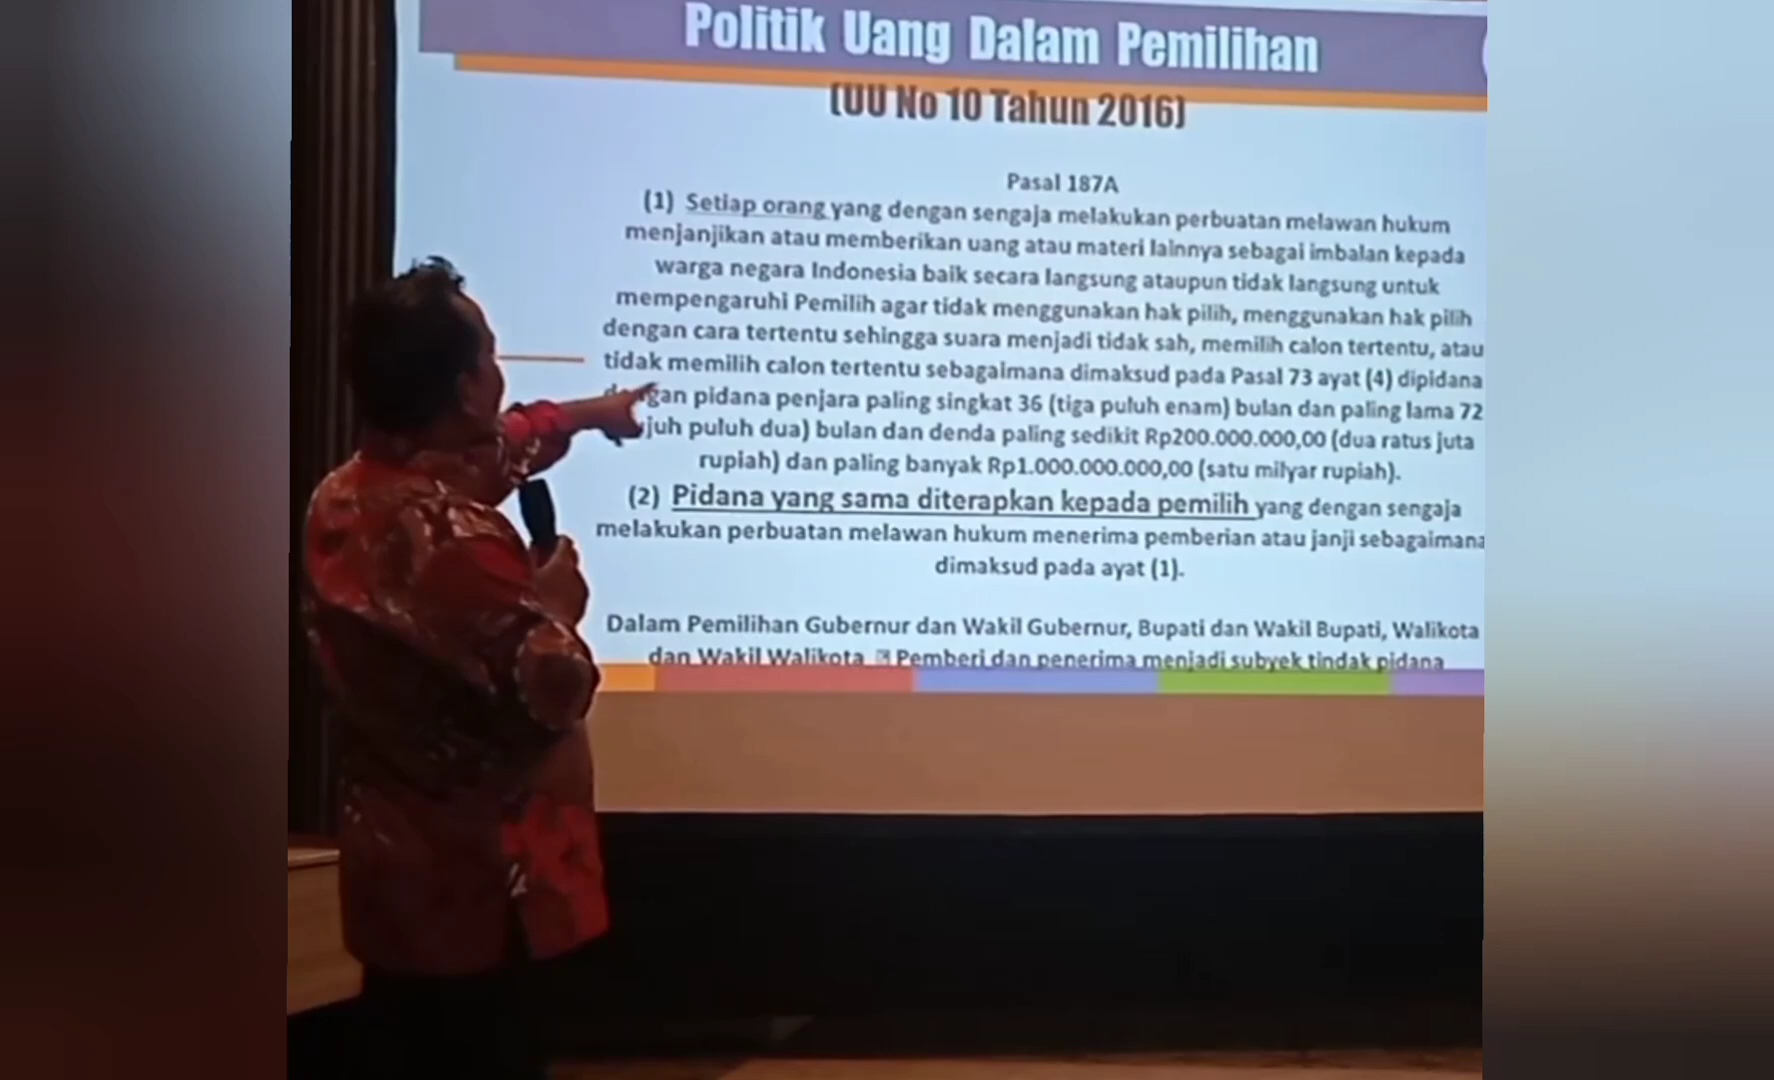 Politik Uang Dalam Pemilihan
(UU No 10 Tahun 2016)
Pasal 187A
(1) Setiap orang yang dengan sengaja melakukan perbuatan melawan hukum
menjanjikan atau memberikan uang atau materi lainnya sebagai imbalan kepada
warga negara Indonesia baik secara langsung ataupun tidak langsung untuk
mempengaruhi Pemilih agar tidak menggunakan hak pilih, menggunakan hak pilih
dengan cara tertentu sehingga suara menjadi tidak sah, memilih calon tertentu, atau
tidak memilih calon tertentu sebagaimana dimaksud pada Pasal 73 ayat (4) dipidana
pidana penjara paling singkat 36 (tiga puluh enam) bulan dan paling lama 72
puluh dua) bulan dan denda paling sedikit Rp200.000.000,00 (dua ratus juta
rupiah) dan paling banyak Rp1.000.000.000,00 (satu milyar rupiah).
(2) Pidana yang sama diterapkan kepada pemilih yang dengan sengaja
melakukan perbuatan melawan hukum menerima pemberian atau janji sebagaimana
dimaksud pada ayat (1).
Dalam Pemilihan Gubernur dan Wakil Gubernur, Bupati dan Wakil Bupati, Walikota
dan Wakil Walikota Pemberi dan penerima menjadi subyek tindak pidana